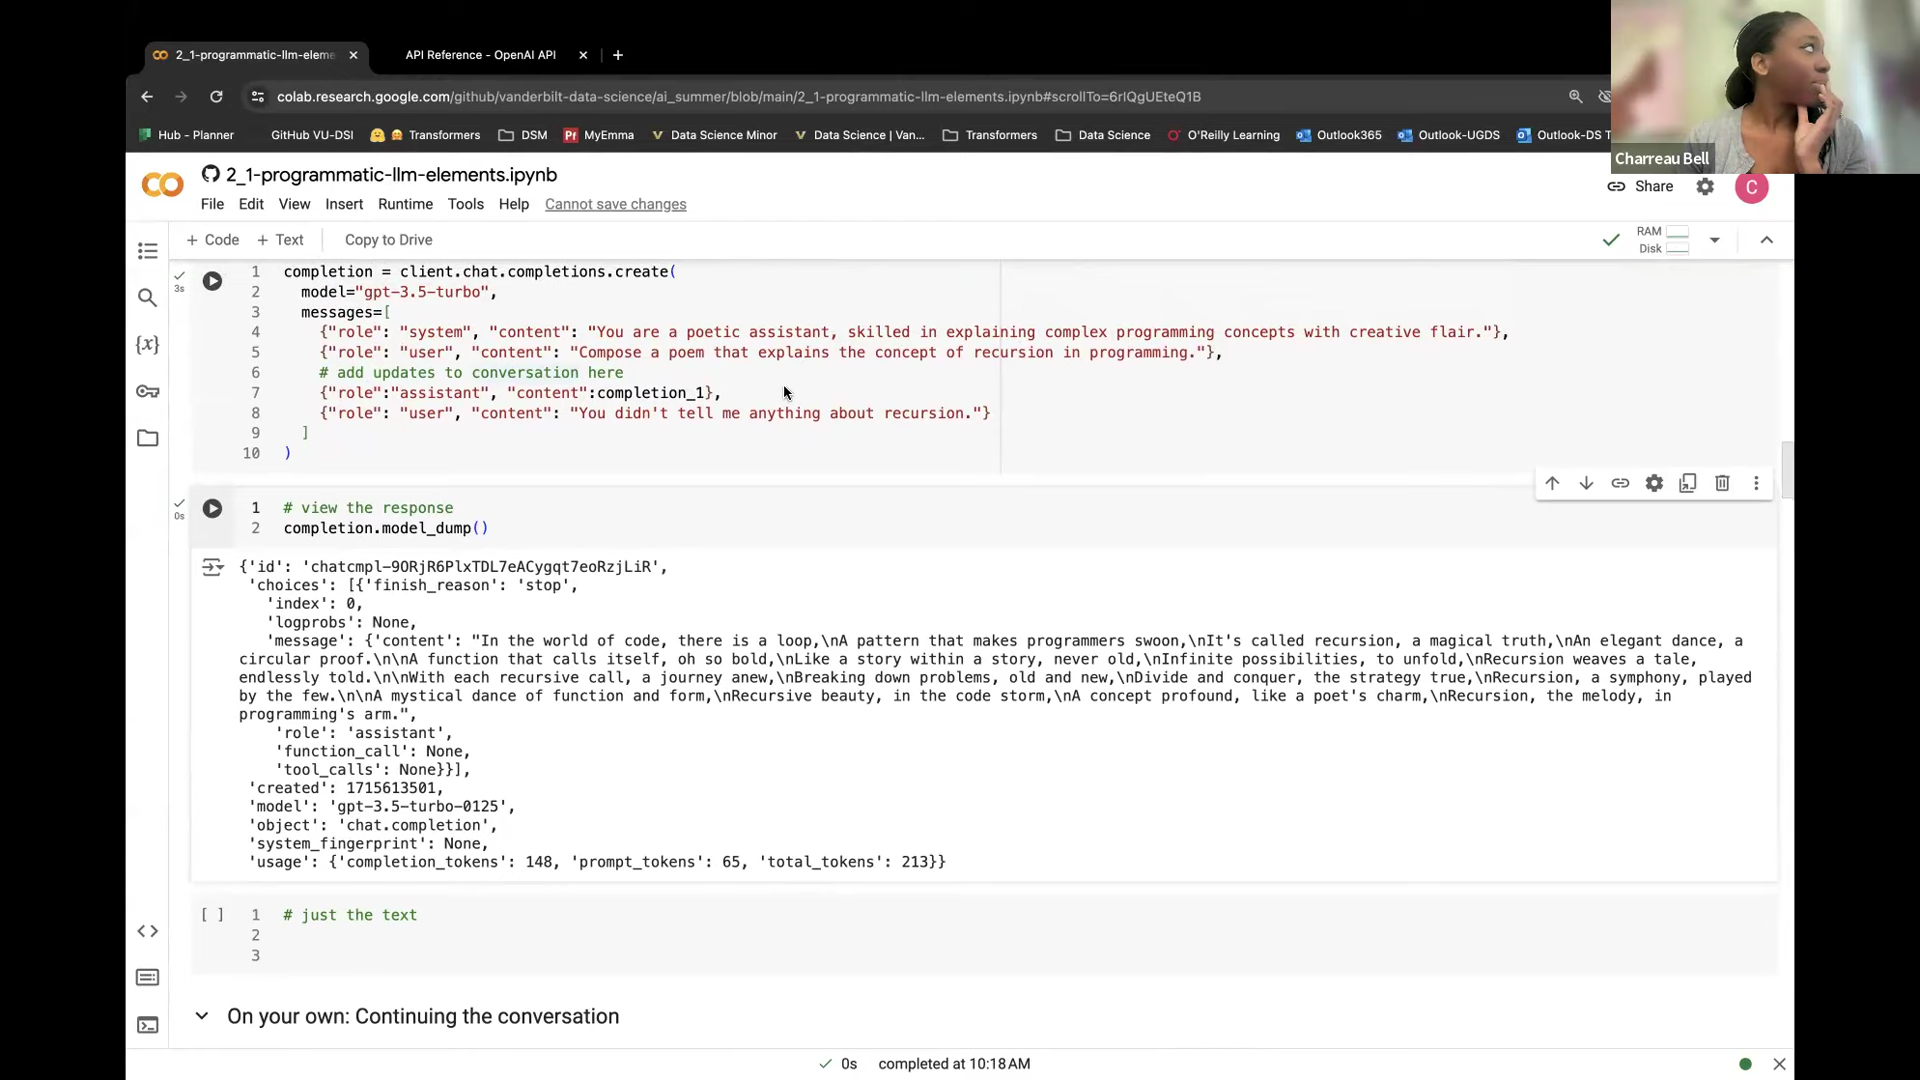 2_1-programmatic-llm-eleme
API Reference - OpenAI API
colab.research.google.com/github/vanderbilt-data-science/ai_summer/blob/main/2_1-programmatic-llm-elements.ipynb#scrollTo=6rlQgUEteQ1B
Hub - Planner GitHub VU-DSI Transformers DSM MyEmma Data Science Minor Data Science | Van... Transformers Data Science O'Reilly Learning Outlook365 Outlook-UGDS Outlook-DS T
Charreau Bell
2_1-programmatic-llm-elements.ipynb
Share
C
File Edit View Insert Runtime Tools Help Cannot save changes
+ Code + Text Copy to Drive
RAM
Disk
3s
1 completion = client.chat.completions.create(
2 model="gpt-3.5-turbo",
3 messages=[
4 {"role": "system", "content": "You are a poetic assistant, skilled in explaining complex programming concepts with creative flair."},
5 {"role": "user", "content": "Compose a poem that explains the concept of recursion in programming."},
6 # add updates to conversation here
7 {"role":"assistant", "content":completion_1},
8 {"role": "user", "content": "You didn't tell me anything about recursion."}
9 ]
10 )
0s
1 # view the response
2 completion.model_dump()
{'id': 'chatcmpl-9ORjR6PlxTDL7eACygqt7eoRzjLiR',
'choices': [{'finish_reason': 'stop',
'index': 0,
'logprobs': None,
'message': {'content': "In the world of code, there is a loop,\nA pattern that makes programmers swoon,\nIt's called recursion, a magical truth,\nAn elegant dance, a
circular proof.\n\nA function that calls itself, oh so bold,\nLike a story within a story, never old,\nInfinite possibilities, to unfold,\nRecursion weaves a tale,
endlessly told.\n\nWith each recursive call, a journey anew,\nBreaking down problems, old and new,\nDivide and conquer, the strategy true,\nRecursion, a symphony, played
by the few.\n\nA mystical dance of function and form,\nRecursive beauty, in the code storm,\nA concept profound, like a poet's charm,\nRecursion, the melody, in
programming's arm.",
'role': 'assistant',
'function_call': None,
'tool_calls': None}}],
'created': 1715613501,
'model': 'gpt-3.5-turbo-0125',
'object': 'chat.completion',
'system_fingerprint': None,
'usage': {'completion_tokens': 148, 'prompt_tokens': 65, 'total_tokens': 213}}
[ ] 1 # just the text
2
3
On your own: Continuing the conversation
0s completed at 10:18 AM